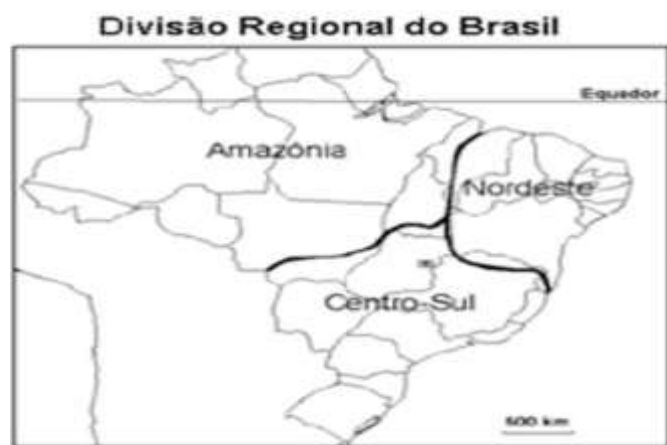 Divisão Regional do Brasil
Equador
Amazônia
Nordeste
Centro-Sul
500 km